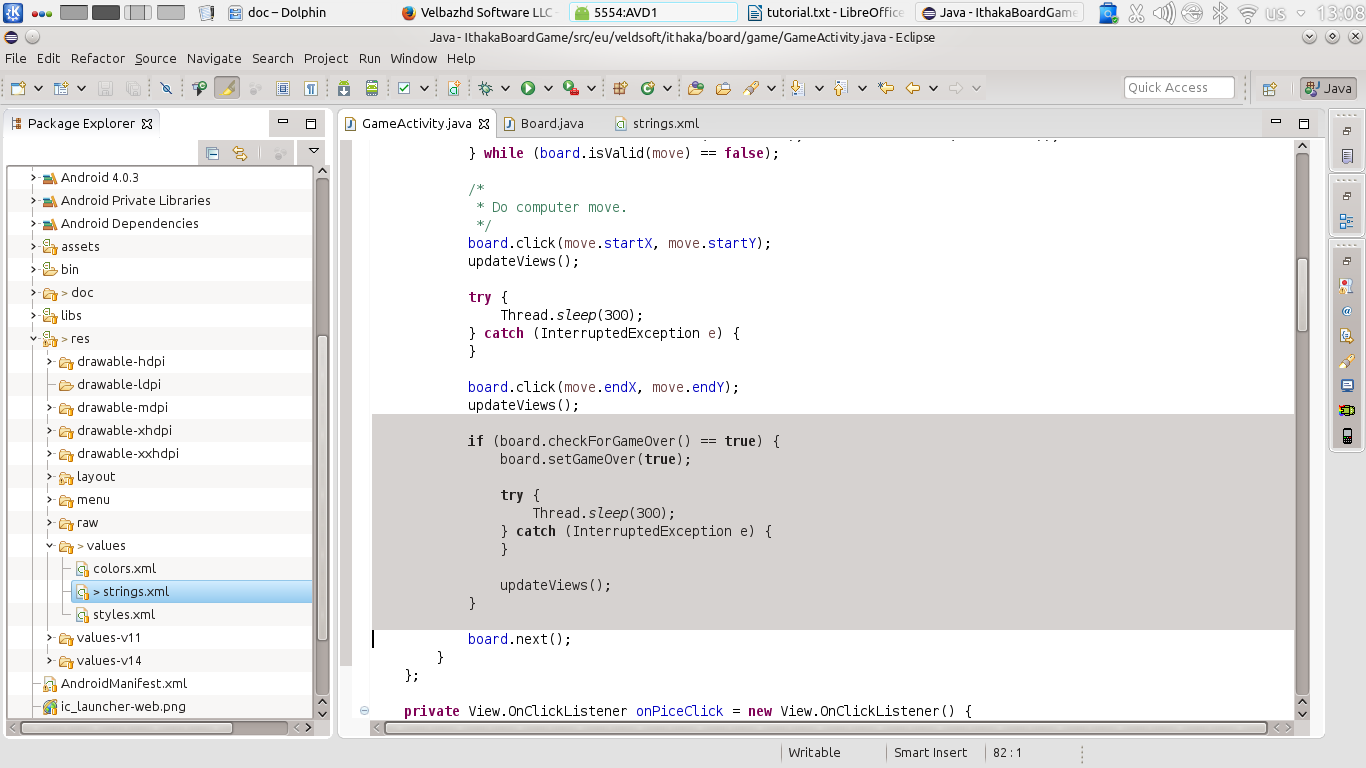 doc – Dolphin
Velbazhd Software LLC
5554:AVD1
tutorial.txt - LibreOffice
Java - IthakaBoardGame
us
13:08
Java - IthakaBoardGame/src/eu/veldsoft/ithaka/board/game/GameActivity.java - Eclipse
File Edit Refactor Source Navigate Search Project Run Window Help
Quick Access
Java
Package Explorer
GameActivity.java
Board.java
strings.xml
Android 4.0.3
Android Private Libraries
Android Dependencies
assets
bin
> doc
libs
> res
drawable-hdpi
drawable-ldpi
drawable-mdpi
drawable-xhdpi
drawable-xxhdpi
layout
menu
raw
> values
colors.xml
> strings.xml
styles.xml
values-v11
values-v14
AndroidManifest.xml
ic_launcher-web.png
} while (board.isValid(move) == false);
/*
* Do computer move.
*/
board.click(move.startX, move.startY);
updateViews();
try {
Thread.sleep(300);
} catch (InterruptedException e) {
}
board.click(move.endX, move.endY);
updateViews();
if (board.checkForGameOver() == true) {
board.setGameOver(true);
try {
Thread.sleep(300);
} catch (InterruptedException e) {
}
updateViews();
}
board.next();
}
};
private View.OnClickListener onPiceClick = new View.OnClickListener() {
Writable
Smart Insert
82 : 1